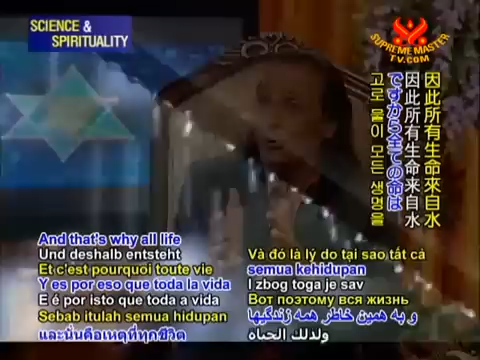 SCIENCE &
SPIRITUALITY
SUPREME MASTER
TV.COM
因此所有生命來自水
因此所有生命来自水
ですから全ての命は
고로 물이 모든 생명을
And that's why all life
Und deshalb entsteht
Et c'est pourquoi toute vie
Y es por eso que toda la vida
E é por isto que toda a vida
Sebab itulah semua hidupan
และนั่นคือเหตุที่ทุกชีวิต
Và đó là lý do tại sao tất cả
semua kehidupan
I zbog toga je sav
Вот поэтому вся жизнь
و به همین خاطر همه زندگیها
ولذلك الحياه